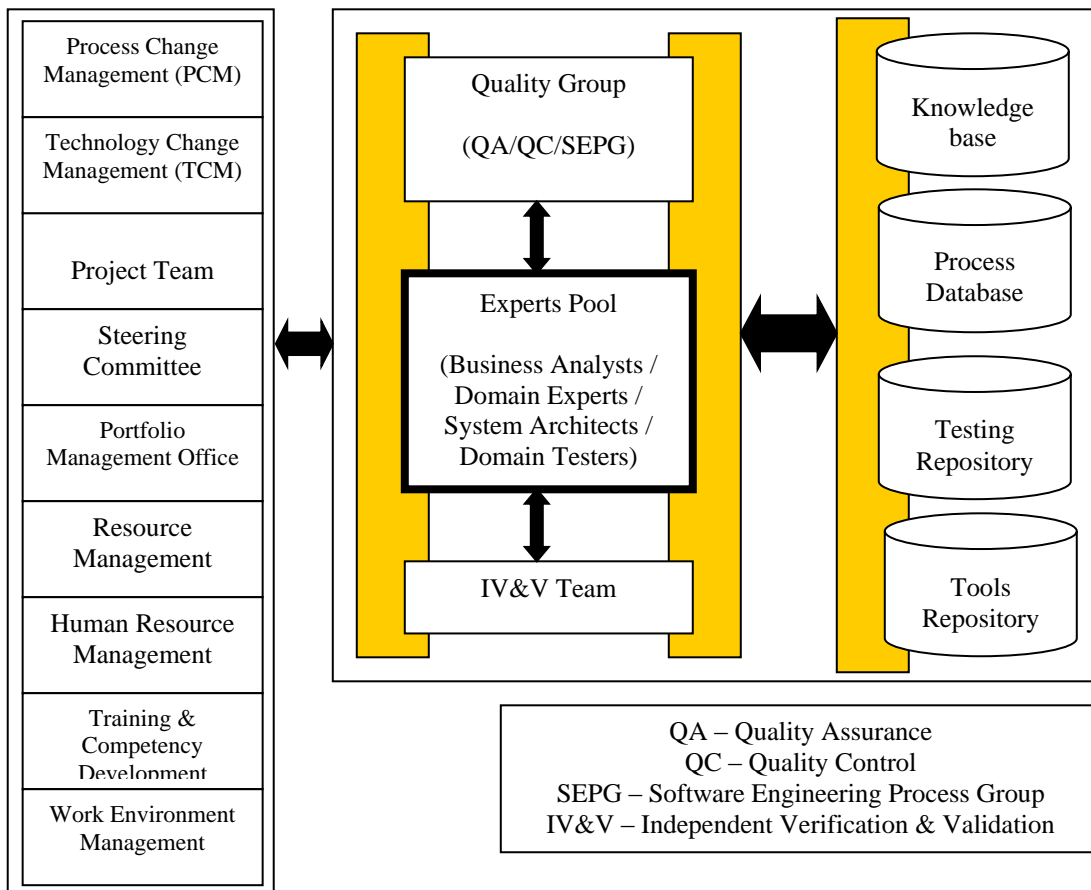 Process Change
Management (PCM)
Technology Change
Management (TCM)
Project Team
Steering
Committee
Portfolio
Management Office
Resource
Management
Human Resource
Management
Training &
Competency
Development
Work Environment
Management
Quality Group
(QA/QC/SEPG)
Experts Pool
(Business Analysts /
Domain Experts /
System Architects /
Domain Testers)
IV&V Team
Knowledge
base
Process
Database
Testing
Repository
Tools
Repository
QA – Quality Assurance
QC – Quality Control
SEPG – Software Engineering Process Group
IV&V – Independent Verification & Validation